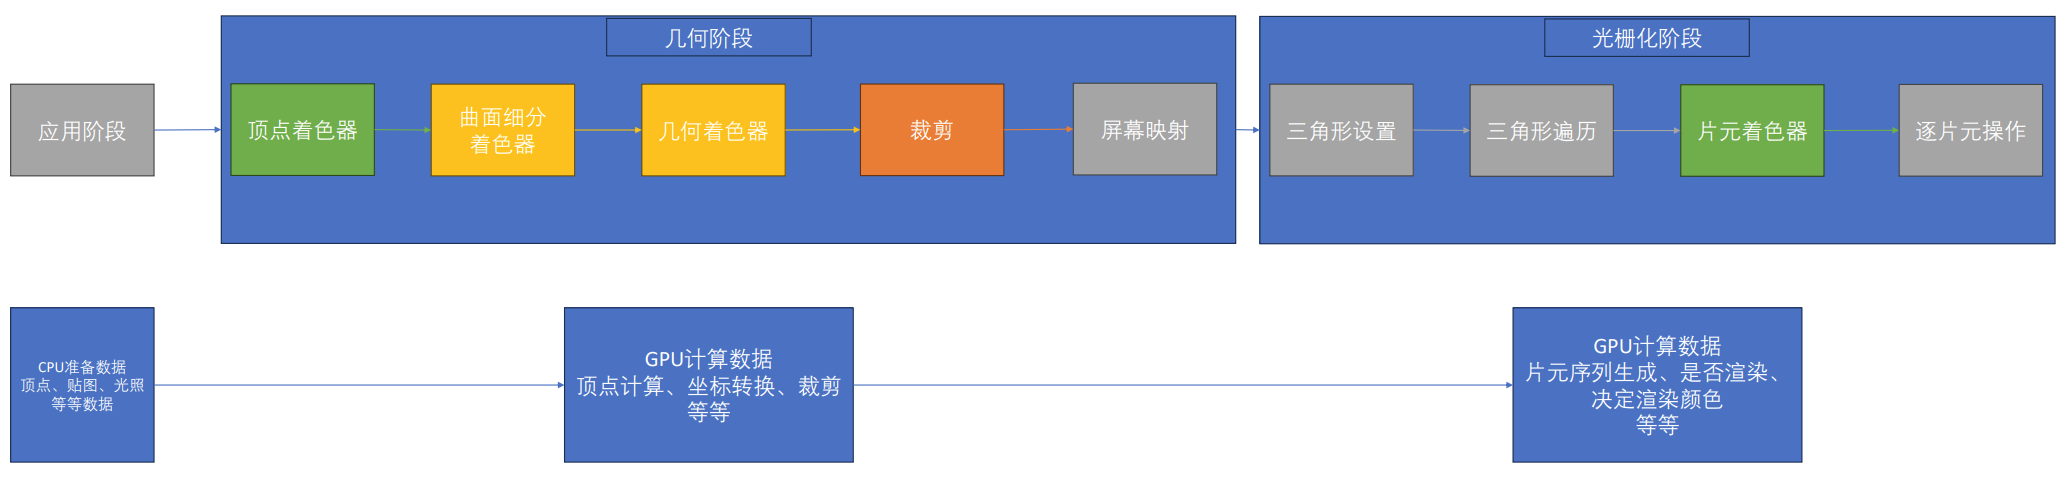 几何阶段
光栅化阶段
应用阶段
顶点着色器
曲面细分
着色器
几何着色器
裁剪
屏幕映射
三角形设置
三角形遍历
片元着色器
逐片元操作
CPU准备数据
顶点、贴图、光照
等等数据
GPU计算数据
顶点计算、坐标转换、裁剪
等等
GPU计算数据
片元序列生成、是否渲染、
决定渲染颜色
等等